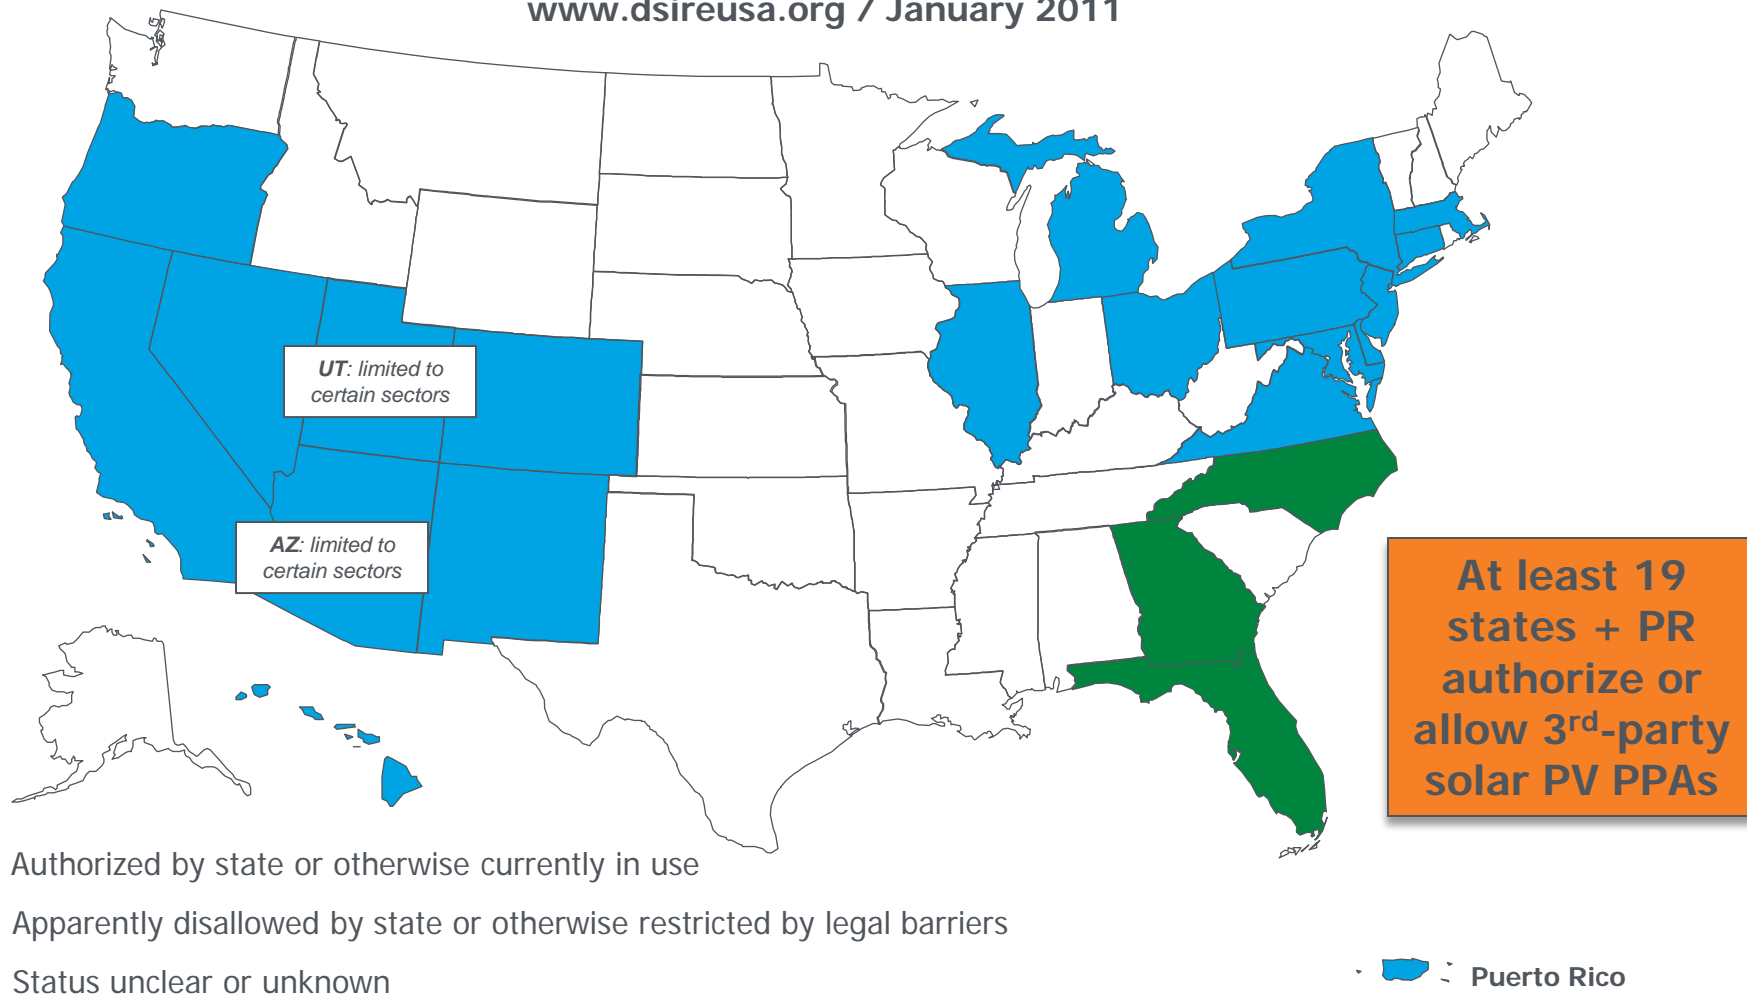 www.dsireusa.org / January 2011
UT: limited to
certain sectors
AZ: limited to
certain sectors
At least 19
states + PR
authorize or
allow 3rd-party
solar PV PPAs
Authorized by state or otherwise currently in use
Apparently disallowed by state or otherwise restricted by legal barriers
Status unclear or unknown
Puerto Rico